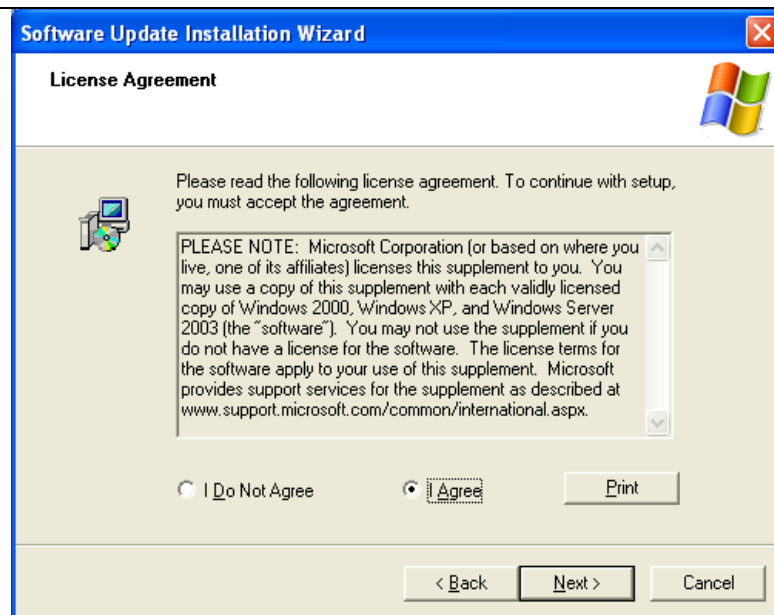 Software Update Installation Wizard
License Agreement
Please read the following license agreement. To continue with setup,
you must accept the agreement.
PLEASE NOTE:  Microsoft Corporation (or based on where you
live, one of its affiliates) licenses this supplement to you.  You
may use a copy of this supplement with each validly licensed
copy of Windows 2000, Windows XP, and Windows Server
2003 (the "software").  You may not use the supplement if you
do not have a license for the software.  The license terms for
the software apply to your use of this supplement.  Microsoft
provides support services for the supplement as described at
www.support.microsoft.com/common/international.aspx.
I Do Not Agree
I Agree
Print
< Back
Next >
Cancel